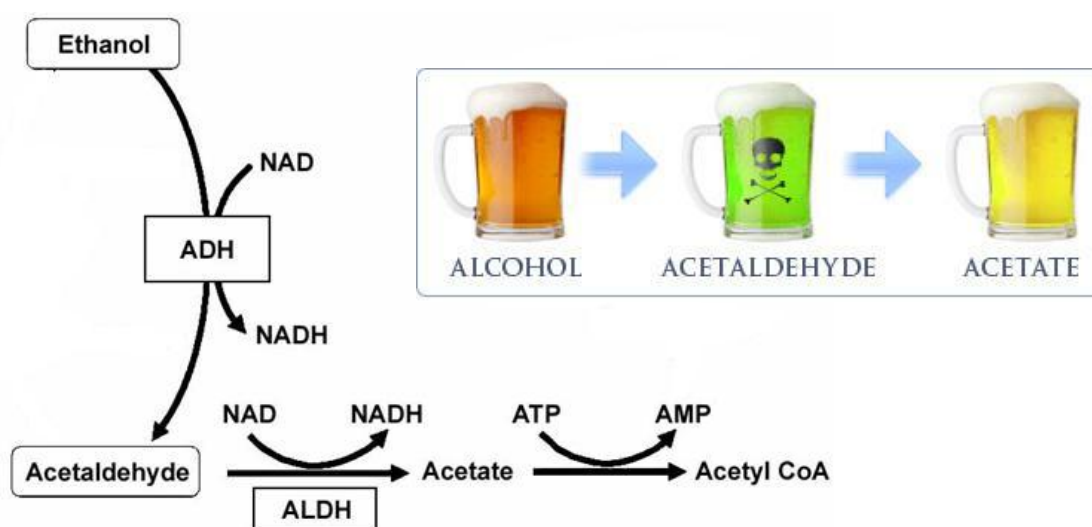 Ethanol
NAD
ADH
NADH
ALCOHOL
ACETALDEHYDE
ACETATE
NAD
NADH
ATP
AMP
Acetaldehyde
Acetate
Acetyl CoA
ALDH